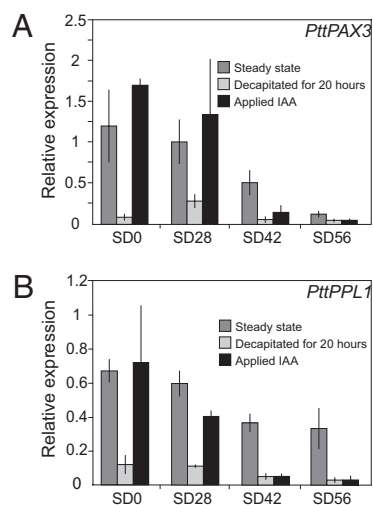 A
PttPAX3
Relative expression
2.5
2
1.5
1
0.5
0
Steady state
Decapitated for 20 hours
Applied IAA
SD0 SD28 SD42 SD56
B
PttPPL1
Relative expression
1.2
1
0.8
0.6
0.4
0.2
0
Steady state
Decapitated for 20 hours
Applied IAA
SD0 SD28 SD42 SD56